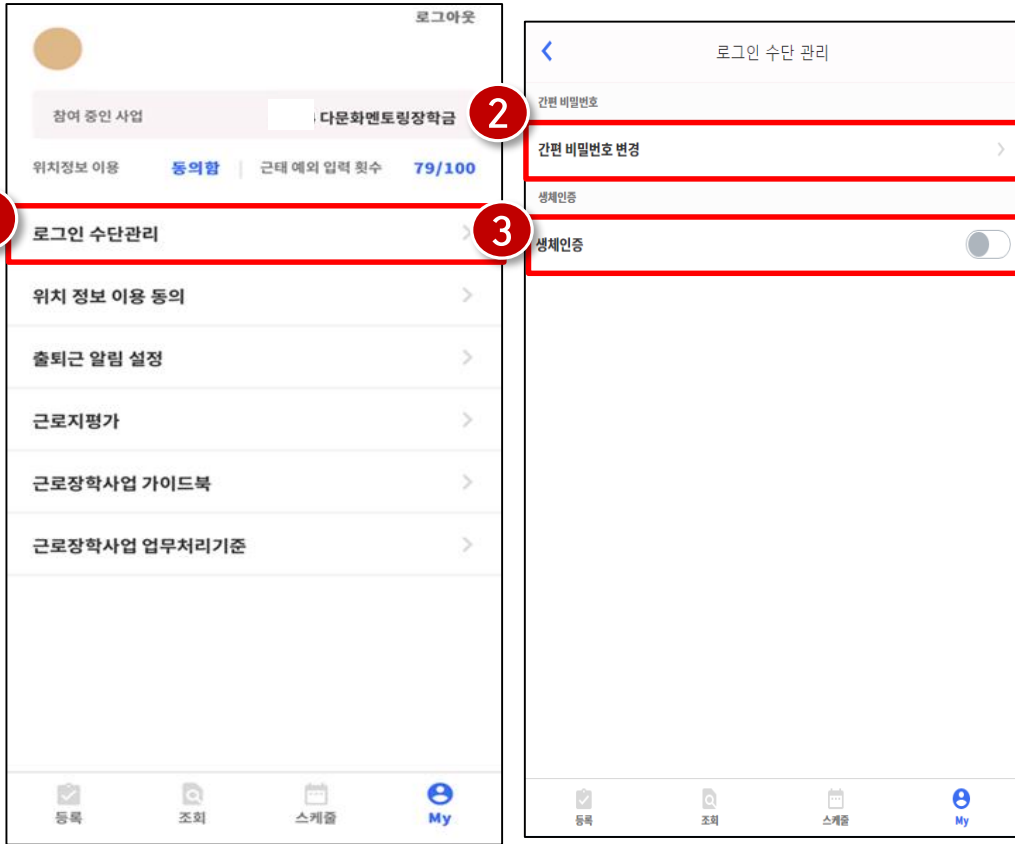 로그아웃
참여 중인 사업 다문화멘토링장학금
위치정보 이용 동의함 근태 예외 입력 횟수 79/100
로그인 수단관리
위치 정보 이용 동의
출퇴근 알림 설정
근로지평가
근로장학사업 가이드북
근로장학사업 업무처리기준
등록 조회 스케줄 My
로그인 수단 관리
간편 비밀번호
2
간편 비밀번호 변경
생체인증
3
생체인증
등록 조회 스케줄 My